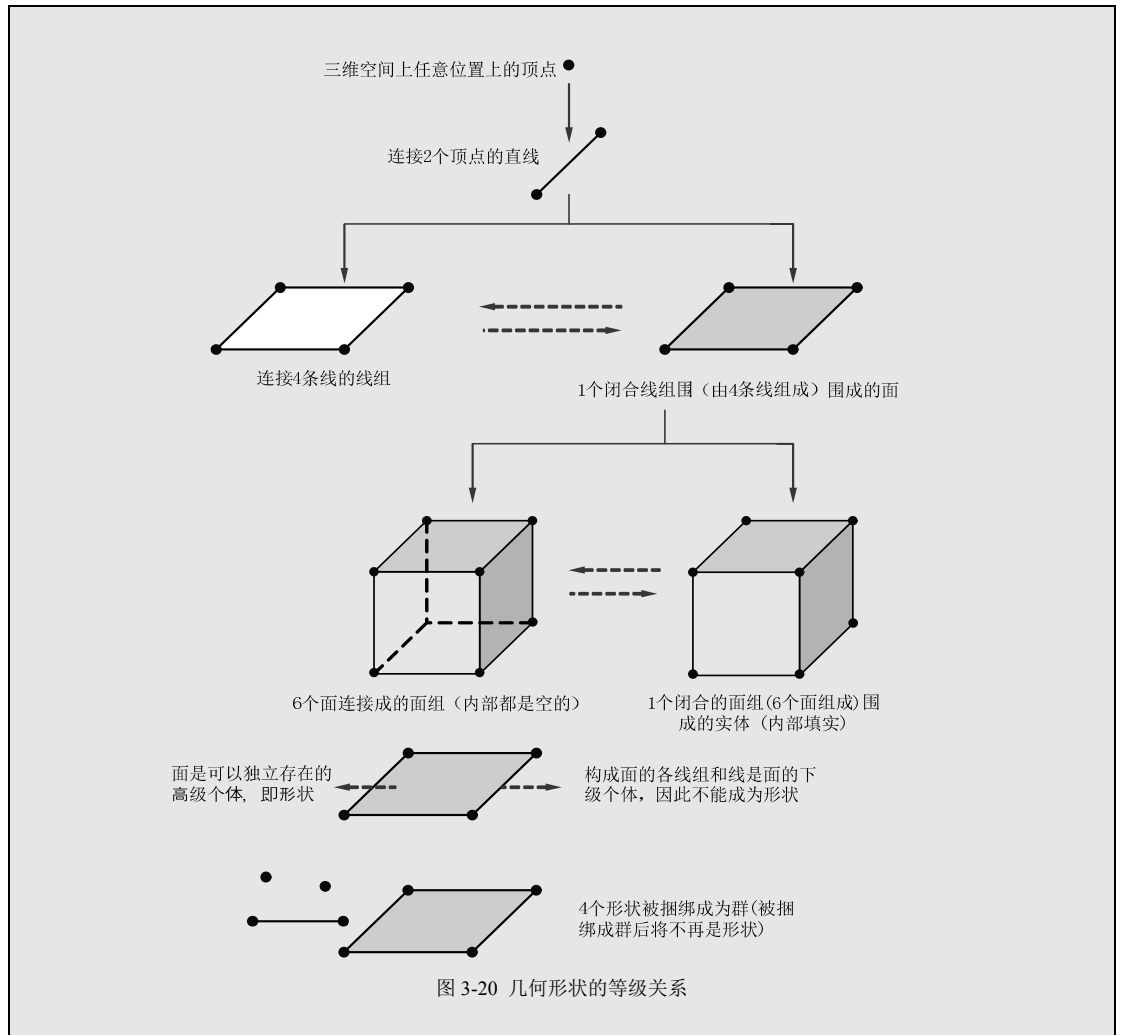 三维空间上任意位置上的顶点
连接2个顶点的直线
连接4条线的线组
1个闭合线组围（由4条线组成）围成的面
6个面连接成的面组（内部都是空的）
1个闭合的面组(6个面组成)围
成的实体（内部填实)
面是可以独立存在的
高级个体, 即形状
构成面的各线组和线是面的下
级个体，因此不能成为形状
4个形状被捆绑成为群(被捆
绑成群后将不再是形状)
图 3-20 几何形状的等级关系